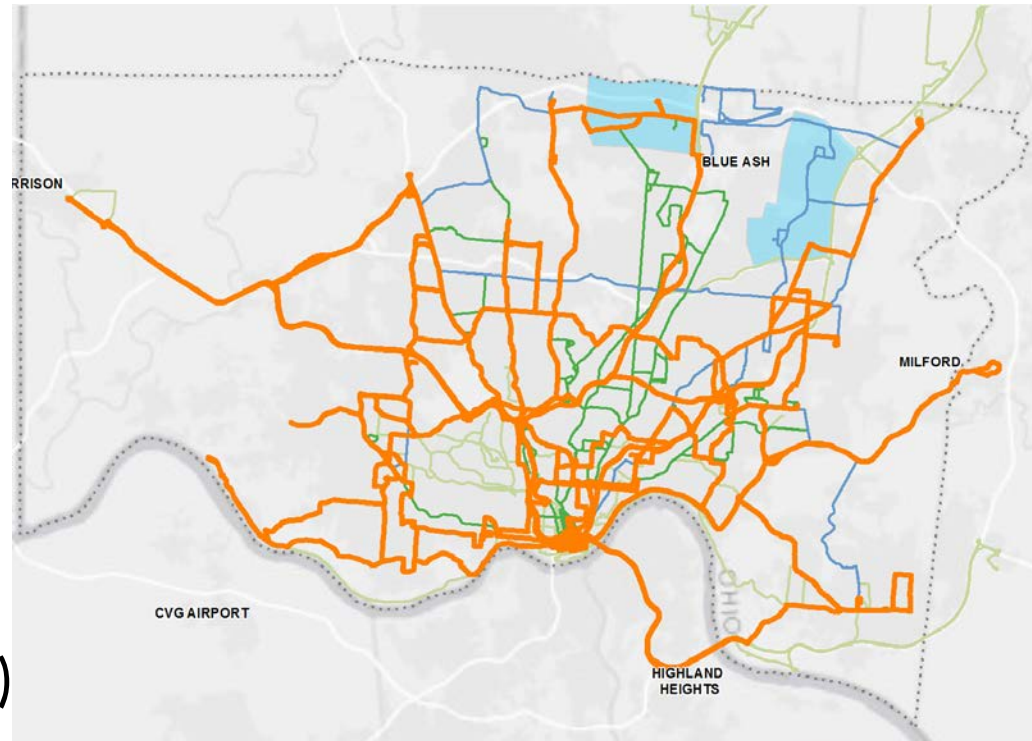 BLUE ASH
RRISON
MILFORD
OHIO
CVG AIRPORT
)
HIGHLAND
HEIGHTS